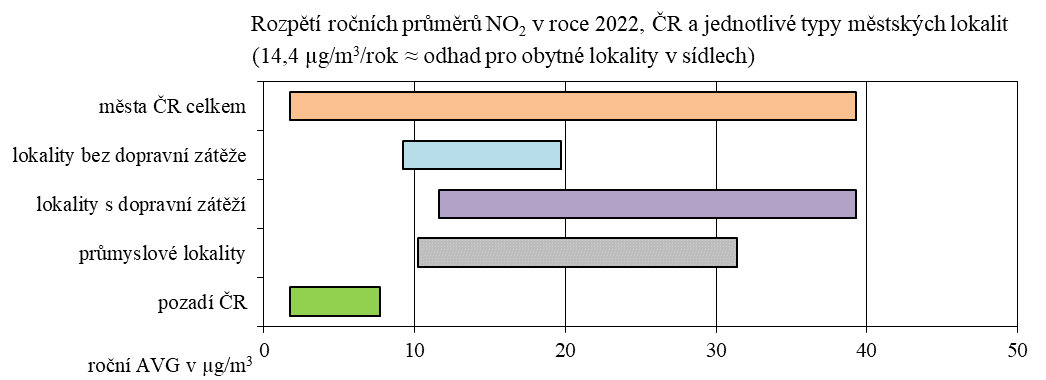 Rozpětí ročních průměrů NO₂ v roce 2022, ČR a jednotlivé typy městských lokalit
(14,4 µg/m³/rok ≈ odhad pro obytné lokality v sídlech)
města ČR celkem
lokality bez dopravní zátěže
lokality s dopravní zátěží
průmyslové lokality
pozadí ČR
0 10 20 30 40 50
roční AVG v µg/m³